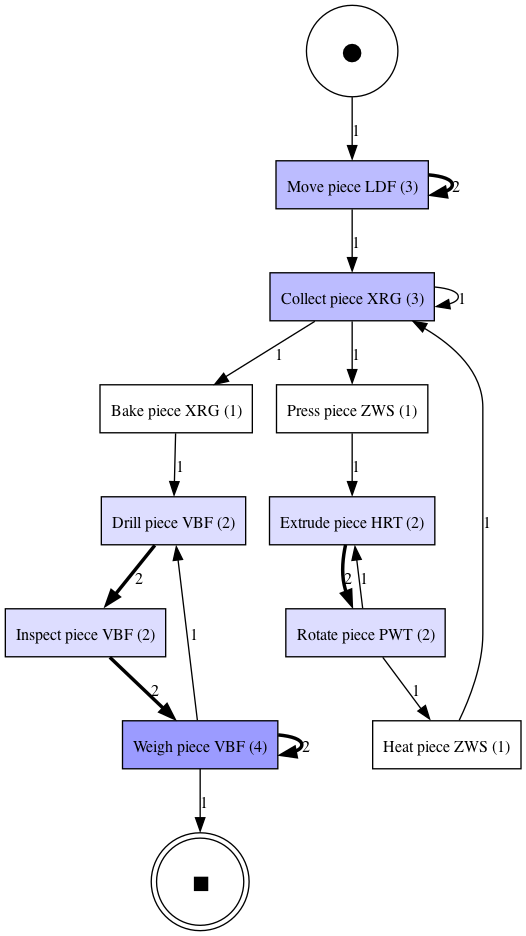 1
Move piece LDF (3)
2
1
Collect piece XRG (3)
1
1
1
Bake piece XRG (1)
Press piece ZWS (1)
1
1
Drill piece VBF (2)
Extrude piece HRT (2)
1
2
2
1
Inspect piece VBF (2)
Rotate piece PWT (2)
1
2
1
Weigh piece VBF (4)
2
Heat piece ZWS (1)
1